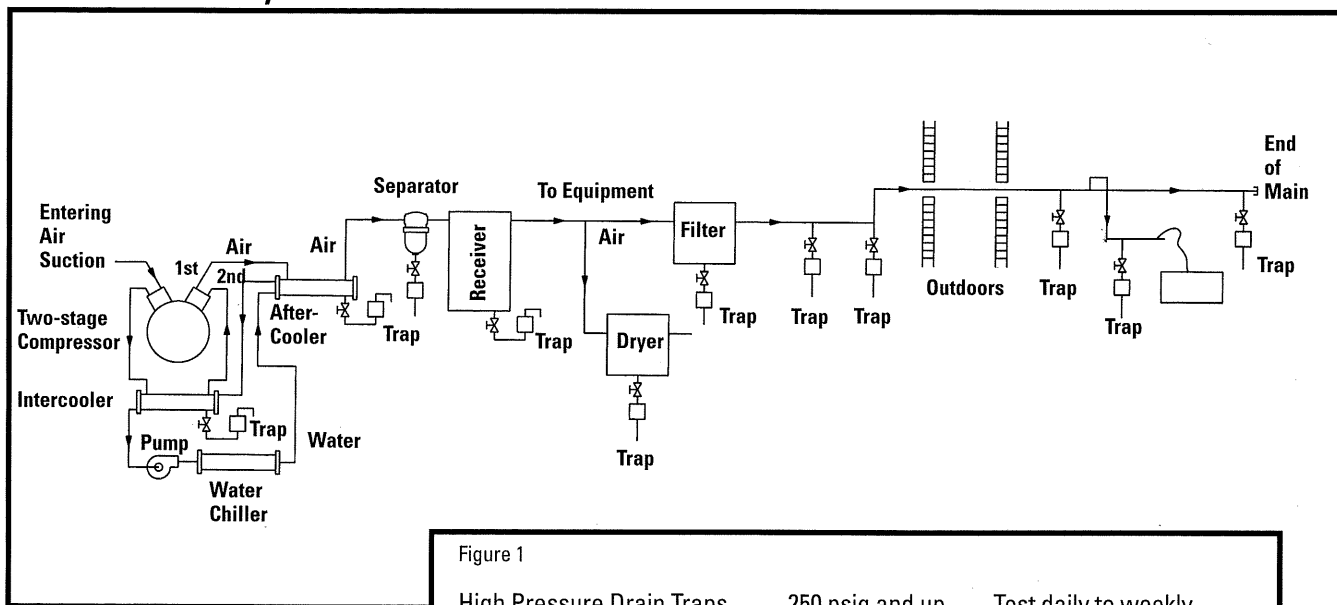 Entering
Air
Suction
1st
Air
2nd
Air
Separator
To Equipment
Air
Receiver
Filter
Outdoors
End
of
Main
Two-stage
Compressor
After-
Cooler
Trap
Trap
Dryer
Trap
Trap
Trap
Trap
Trap
Trap
Intercooler
Trap
Pump
Water
Trap
Water
Chiller
Figure 1
High Pressure Drain Traps 250 psig and up Test daily to weekly